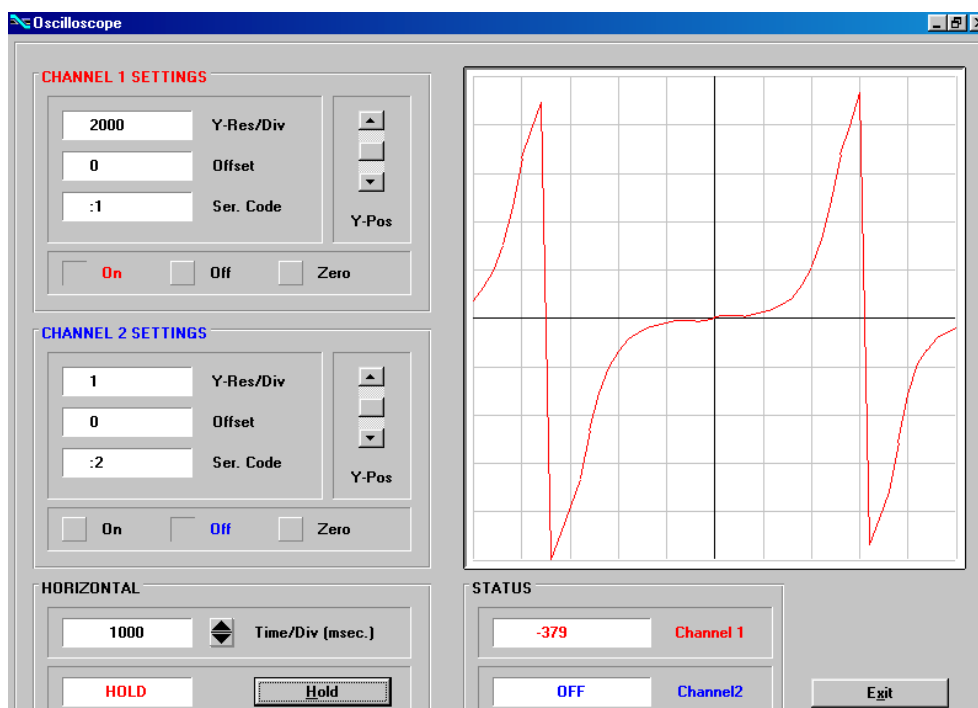 Oscilloscope
CHANNEL 1 SETTINGS
2000 Y-Res/Div
0 Offset
:1 Ser. Code
Y-Pos
On Off Zero
CHANNEL 2 SETTINGS
1 Y-Res/Div
0 Offset
:2 Ser. Code
Y-Pos
On Off Zero
HORIZONTAL
1000 Time/Div (msec.)
HOLD Hold
STATUS
-379 Channel 1
OFF Channel2
Exit